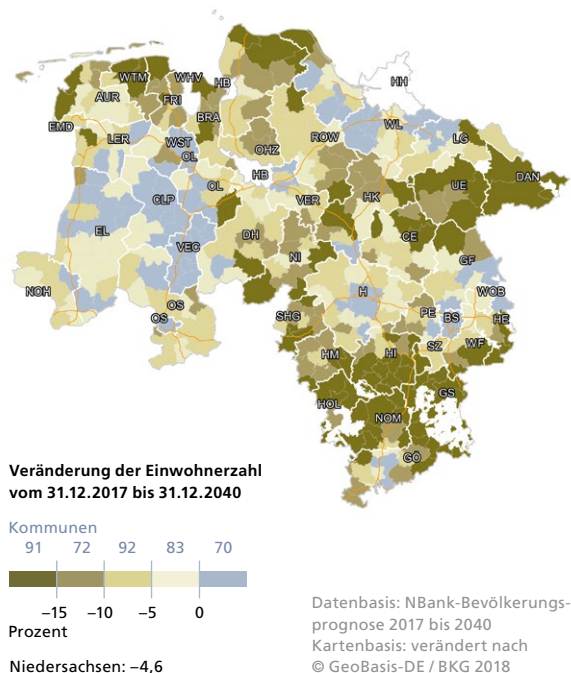 HH
WTM WHV HB
AUR FRI
BRA
EMD
WL
LER WST ROW LG
OHZ
OL
HB DAN
OL UE
CLP VER HK
EL DH CE
VEC
NI GF
NOH H WOB
OS SHG PE BS HE
OS
SZ WF
HM HI
HOL GS
NOM
GÖ
Veränderung der Einwohnerzahl
vom 31.12.2017 bis 31.12.2040
Kommunen
91 72 92 83 70
–15 –10 –5 0
Prozent
Niedersachsen: –4,6
Datenbasis: NBank-Bevölkerungs-
prognose 2017 bis 2040
Kartenbasis: verändert nach
© GeoBasis-DE / BKG 2018